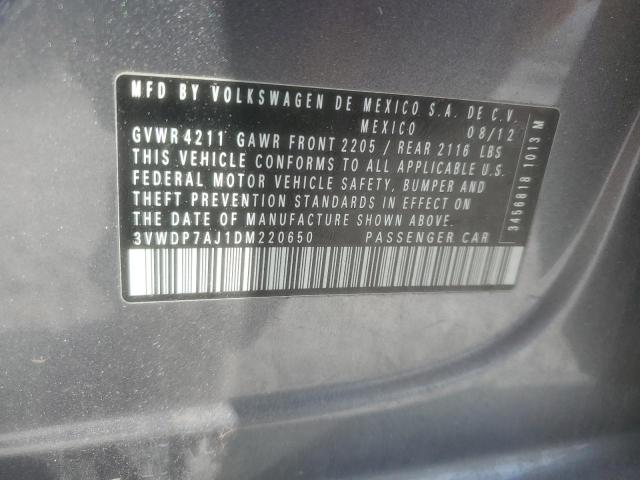 MFD BY VOLKSWAGEN DE MEXICO S.A. DE C.V.
MEXICO 08/12
GVWR 4211 GAWR FRONT 2205 / REAR 2116 LBS
THIS VEHICLE CONFORMS TO ALL APPLICABLE U.S.
FEDERAL MOTOR VEHICLE SAFETY, BUMPER AND
THEFT PREVENTION STANDARDS IN EFFECT ON
THE DATE OF MANUFACTURE SHOWN ABOVE.
3VWDP7AJ1DM220650 PASSENGER CAR
3456818 1013 M